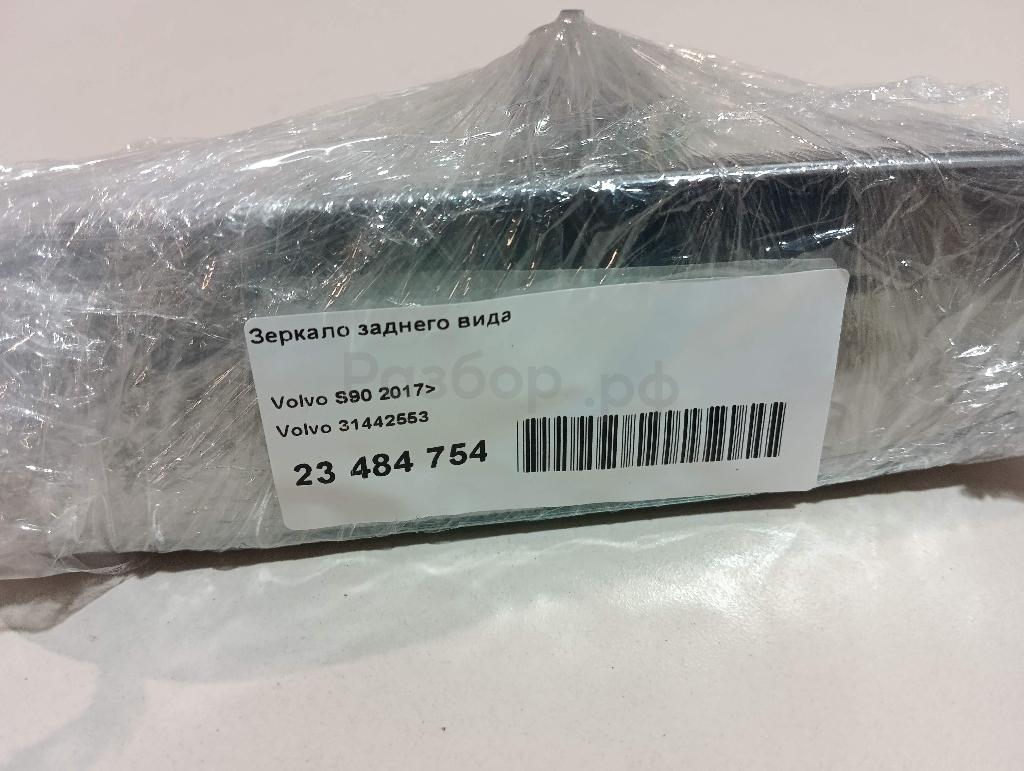 Зеркало заднего вида
Разбор.рф
Volvo S90 2017>
Volvo 31442553
23 484 754